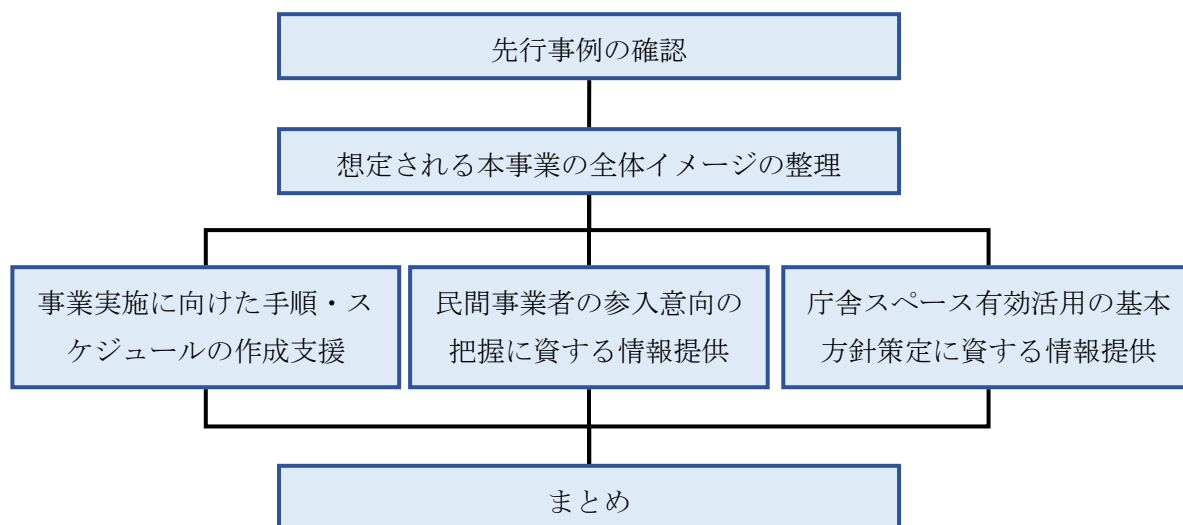 先行事例の確認
想定される本事業の全体イメージの整理
事業実施に向けた手順・ス
ケジュールの作成支援
民間事業者の参入意向の
把握に資する情報提供
庁舎スペース有効活用の基本
方針策定に資する情報提供
まとめ